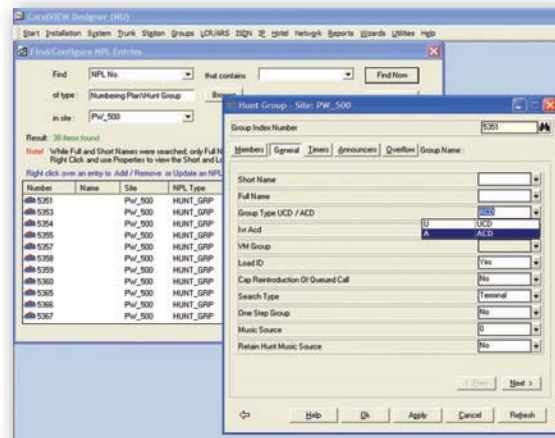 CoralVIEW Designer (MU)
Start Installation System Trunk Station Groups LCR/ARS ISDN IP Hotel Network Reports Wizards Utilities Help
Find/Configure NPL Entries
Find NPL No. that contains Find Now
of type: Numbering Plan\Hunt Group
in site: PW_500
Result: 38 items found
Note! While Full and Short Names were searched, only Full N
Right Click and use Properties to view the Short and Lo
Right click over an entry to Add / Remove or Update an NPL
Number Name Site NPL Type
5351 PW_500 HUNT_GRP
5353 PW_500 HUNT_GRP
5354 PW_500 HUNT_GRP
5355 PW_500 HUNT_GRP
5357 PW_500 HUNT_GRP
5358 PW_500 HUNT_GRP
5359 PW_500 HUNT_GRP
5360 PW_500 HUNT_GRP
5365 PW_500 HUNT_GRP
5366 PW_500 HUNT_GRP
5367 PW_500 HUNT_GRP
Hunt Group - Site: PW_500
Group Index Number 5351
Members General Timers Announcers Overflow Group Name :
Short Name
Full Name
Group Type UCD / ACD ACD
U UCD
A ACD
Ivr Acd
VM Group
Load ID Yes
Cap Reintroduction Of Queued Call No
Search Type Terminal
One Step Group No
Music Source 0
Retain Hunt Music Source No
< Prev Next >
Help Ok Apply Cancel Refresh